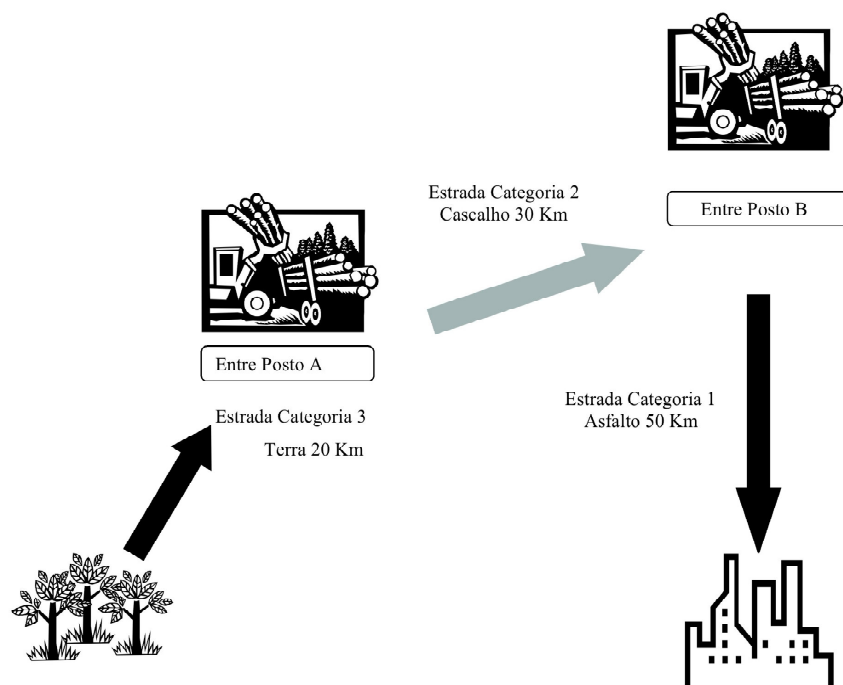 Estrada Categoria 2
Cascalho 30 Km
Entre Posto B
Entre Posto A
Estrada Categoria 3
Terra 20 Km
Estrada Categoria 1
Asfalto 50 Km